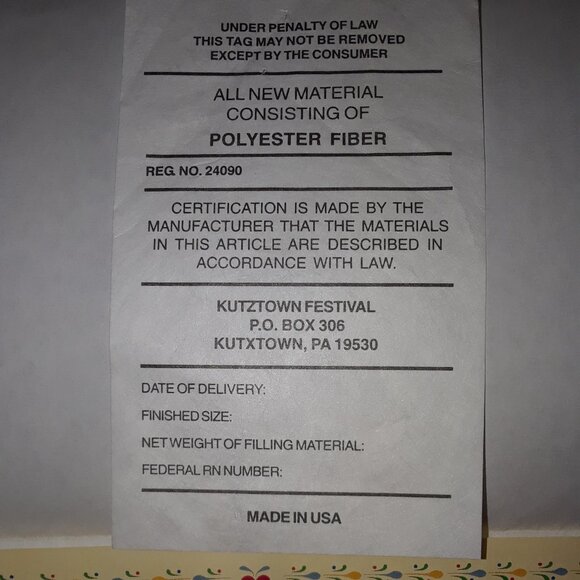 UNDER PENALTY OF LAW
THIS TAG MAY NOT BE REMOVED
EXCEPT BY THE CONSUMER
ALL NEW MATERIAL
CONSISTING OF
POLYESTER FIBER
REG. NO. 24090
CERTIFICATION IS MADE BY THE
MANUFACTURER THAT THE MATERIALS
IN THIS ARTICLE ARE DESCRIBED IN
ACCORDANCE WITH LAW.
KUTZTOWN FESTIVAL
P.O. BOX 306
KUTXTOWN, PA 19530
DATE OF DELIVERY:
FINISHED SIZE:
NET WEIGHT OF FILLING MATERIAL:
FEDERAL RN NUMBER:
MADE IN USA